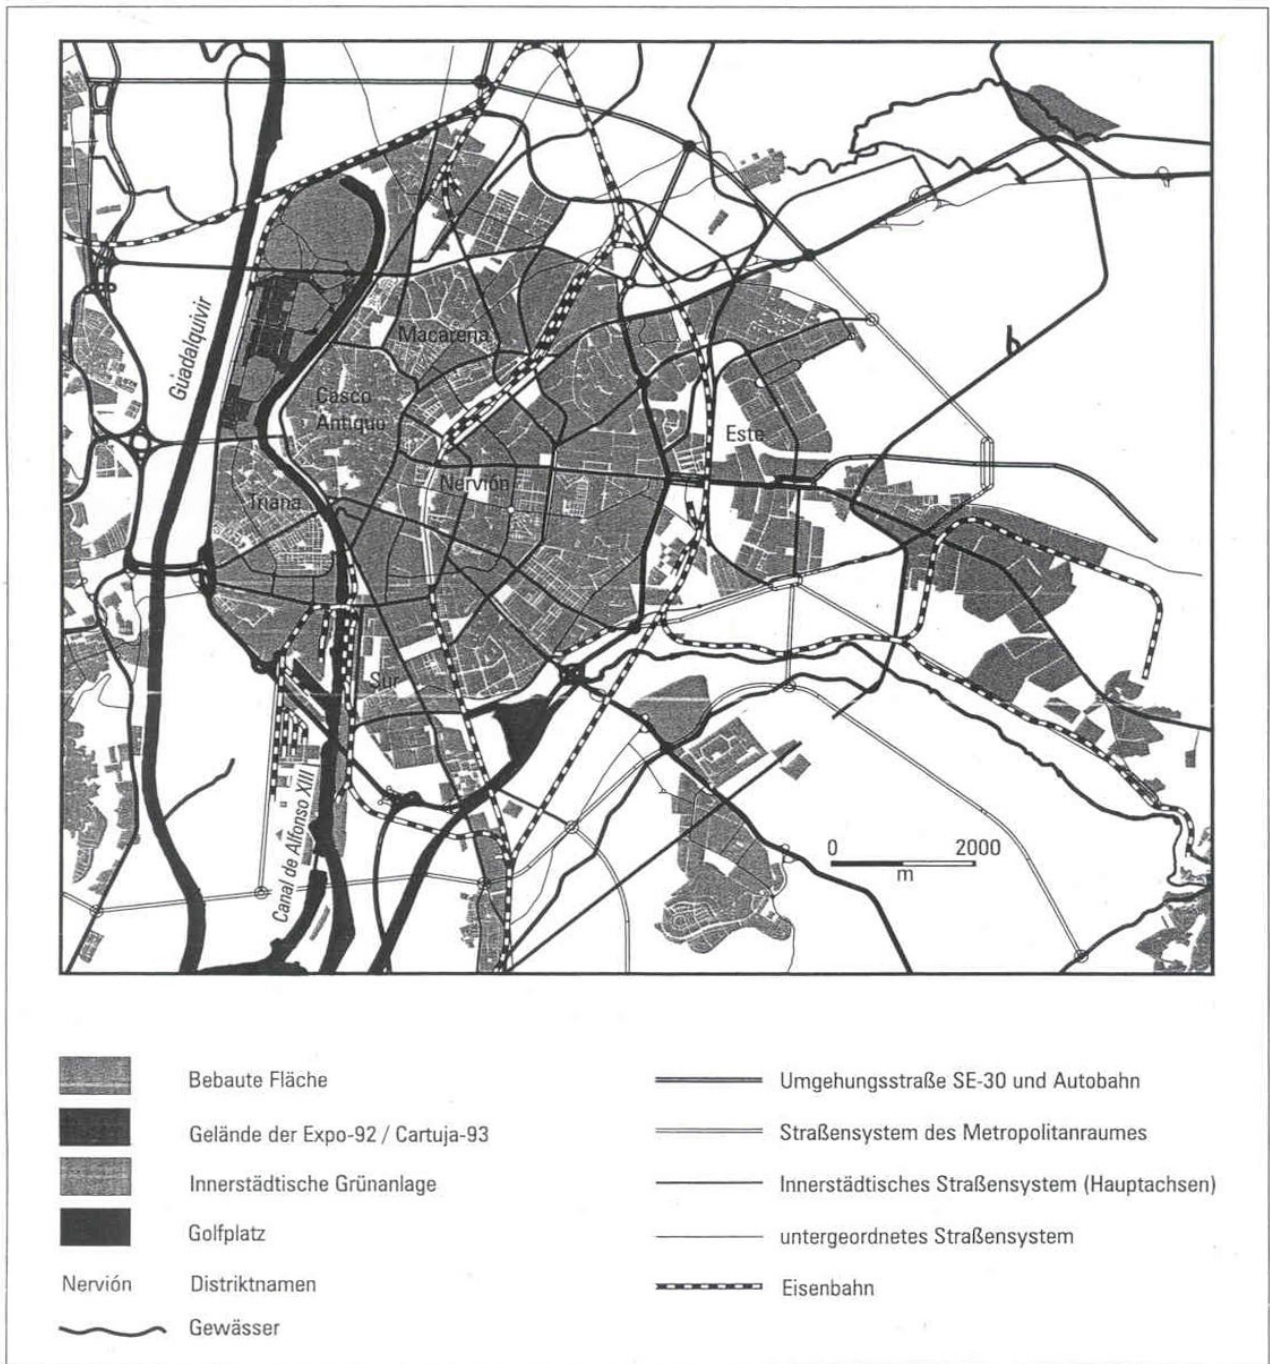 Guadalquivir
Macarena
Casco
Antiguo
Este
Nervión
Triana
Sur
Canal de Alfonso XIII
0 2000
m
Bebaute Fläche
Gelände der Expo-92 / Cartuja-93
Innerstädtische Grünanlage
Golfplatz
Nervión Distriktnamen
Gewässer
Umgehungsstraße SE-30 und Autobahn
Straßensystem des Metropolitanraumes
Innerstädtisches Straßensystem (Hauptachsen)
untergeordnetes Straßensystem
Eisenbahn